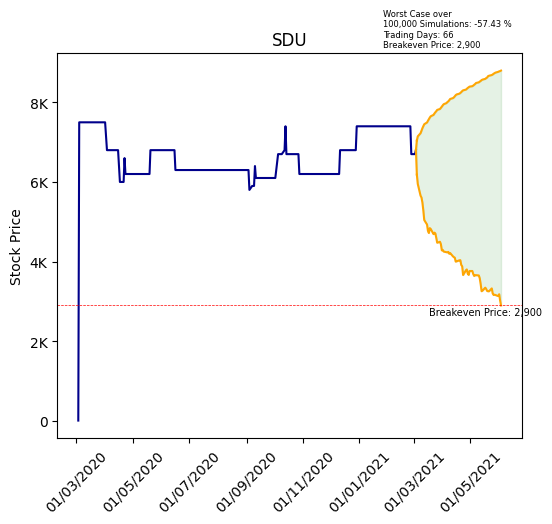 Worst Case over
100,000 Simulations: -57.43 %
Trading Days: 66
Breakeven Price: 2,900
SDU
Stock Price
8K
6K
4K
2K
0
Breakeven Price: 2,900
01/03/2020
01/05/2020
01/07/2020
01/09/2020
01/11/2020
01/01/2021
01/03/2021
01/05/2021